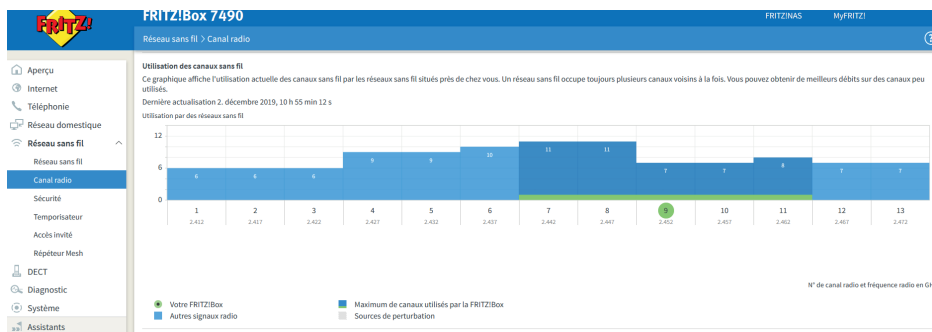 FRITZ!
FRITZ!Box 7490
FRITZ!NAS
MyFRITZ!
Réseau sans fil > Canal radio
?
Aperçu
Internet
Téléphonie
Réseau domestique
Réseau sans fil
Réseau sans fil
Canal radio
Sécurité
Temporisateur
Accès invité
Répéteur Mesh
DECT
Diagnostic
Système
Assistants
Utilisation des canaux sans fil
Ce graphique affiche l'utilisation actuelle des canaux sans fil par les réseaux sans fil situés près de chez vous. Un réseau sans fil occupe toujours plusieurs canaux voisins à la fois. Vous pouvez obtenir de meilleurs débits sur des canaux peu
utilisés.
Dernière actualisation 2. décembre 2019, 10 h 55 min 12 s
Utilisation par des réseaux sans fil
12
6
0
6 6 6 9 9 10 11 11 7 7 8 7 7
1 2 3 4 5 6 7 8 9 10 11 12 13
2.412 2.417 2.422 2.427 2.432 2.437 2.442 2.447 2.452 2.457 2.462 2.467 2.472
N° de canal radio et fréquence radio en GH
Votre FRITZ!Box
Maximum de canaux utilisés par la FRITZ!Box
Autres signaux radio
Sources de perturbation